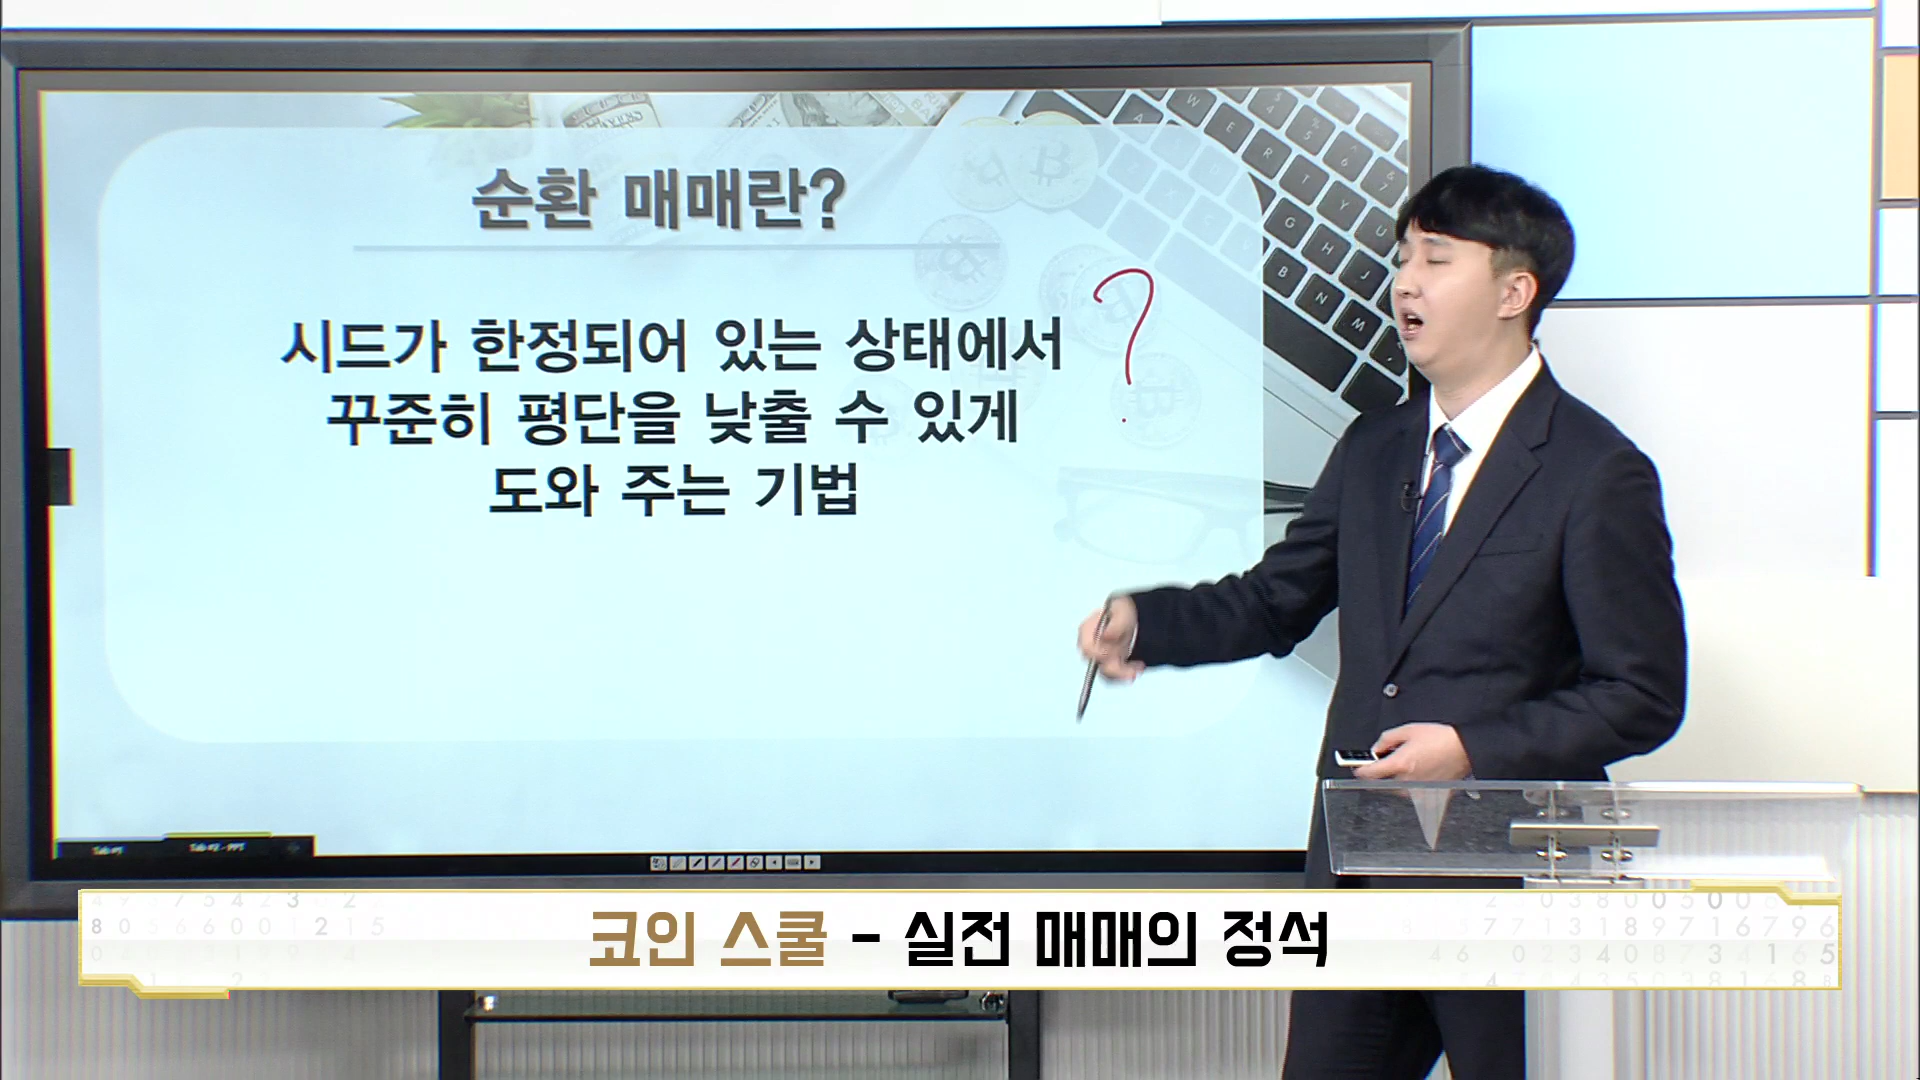 순환 매매란?
시드가 한정되어 있는 상태에서
꾸준히 평단을 낮출 수 있게
도와 주는 기법
?
코인 스쿨 - 실전 매매의 정석